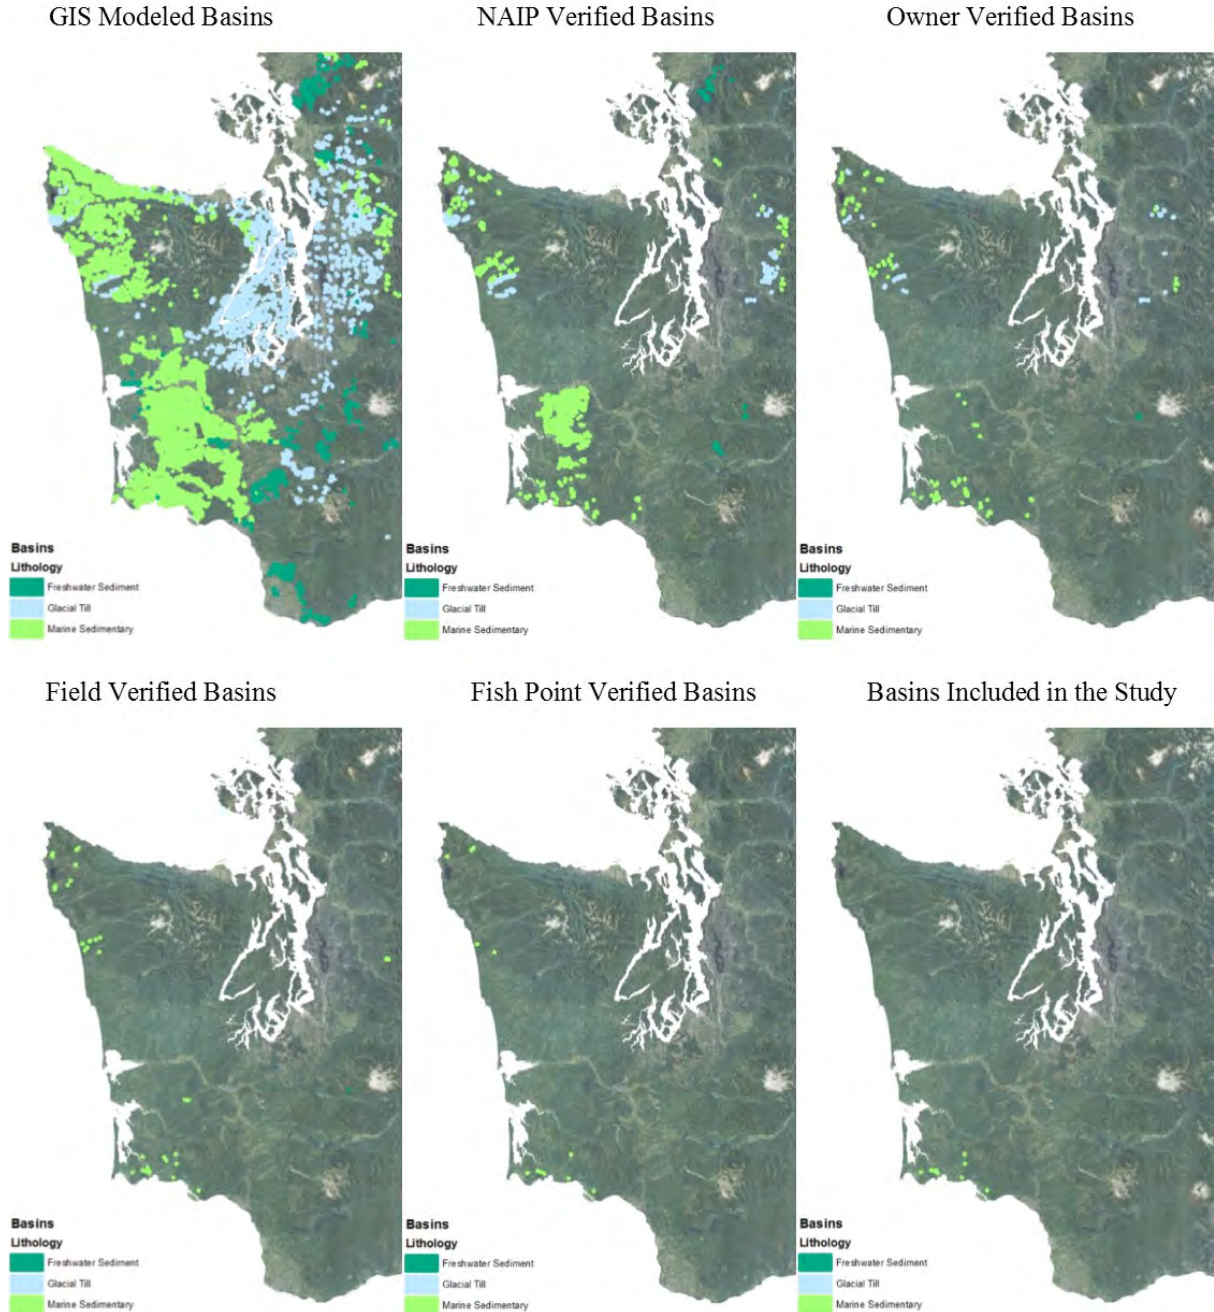 GIS Modeled Basins
NAIP Verified Basins
Owner Verified Basins
Basins
Lithology
Freshwater Sediment
Glacial Till
Marine Sedimentary
Basins
Lithology
Freshwater Sediment
Glacial Till
Marine Sedimentary
Basins
Lithology
Freshwater Sediment
Glacial Till
Marine Sedimentary
Field Verified Basins
Fish Point Verified Basins
Basins Included in the Study
Basins
Lithology
Freshwater Sediment
Glacial Till
Marine Sedimentary
Basins
Lithology
Freshwater Sediment
Glacial Till
Marine Sedimentary
Basins
Lithology
Freshwater Sediment
Glacial Till
Marine Sedimentary